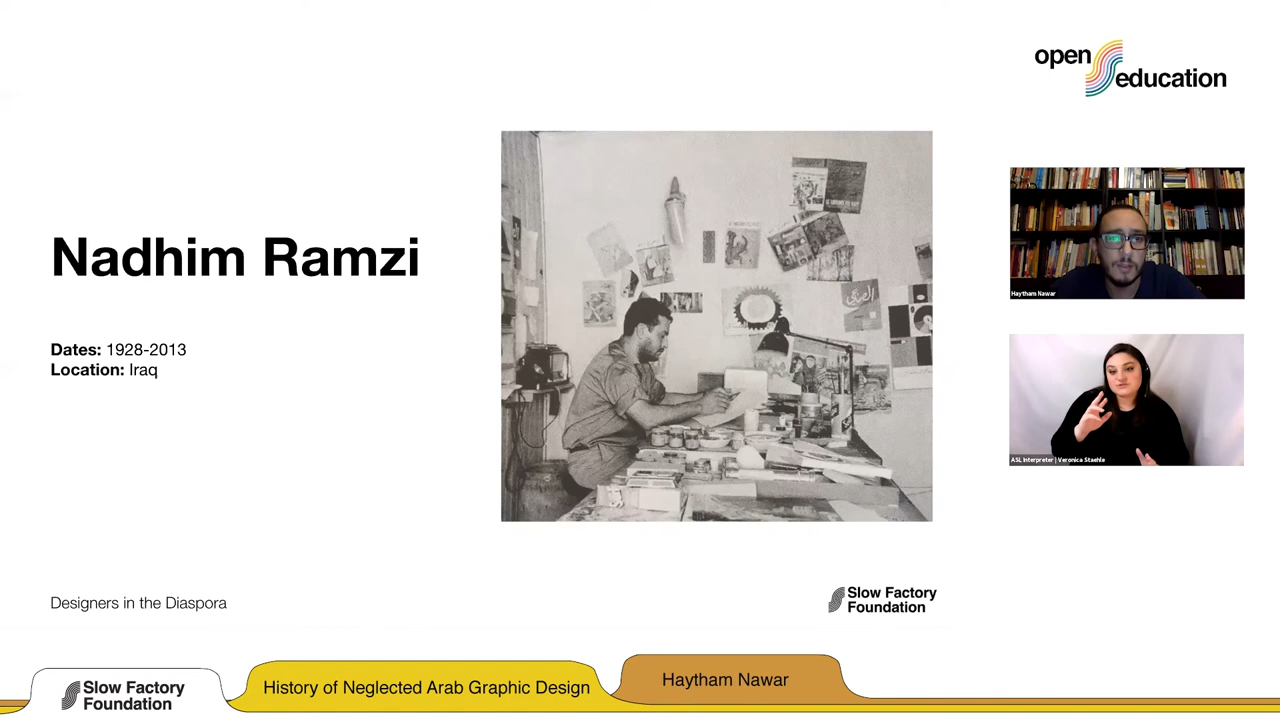 open
education
Nadhim Ramzi
Dates: 1928-2013
Location: Iraq
Haytham Nawar
ASL Interpreter | Veronica Staehle
Designers in the Diaspora
Slow Factory
Foundation
Slow Factory
Foundation
History of Neglected Arab Graphic Design
Haytham Nawar